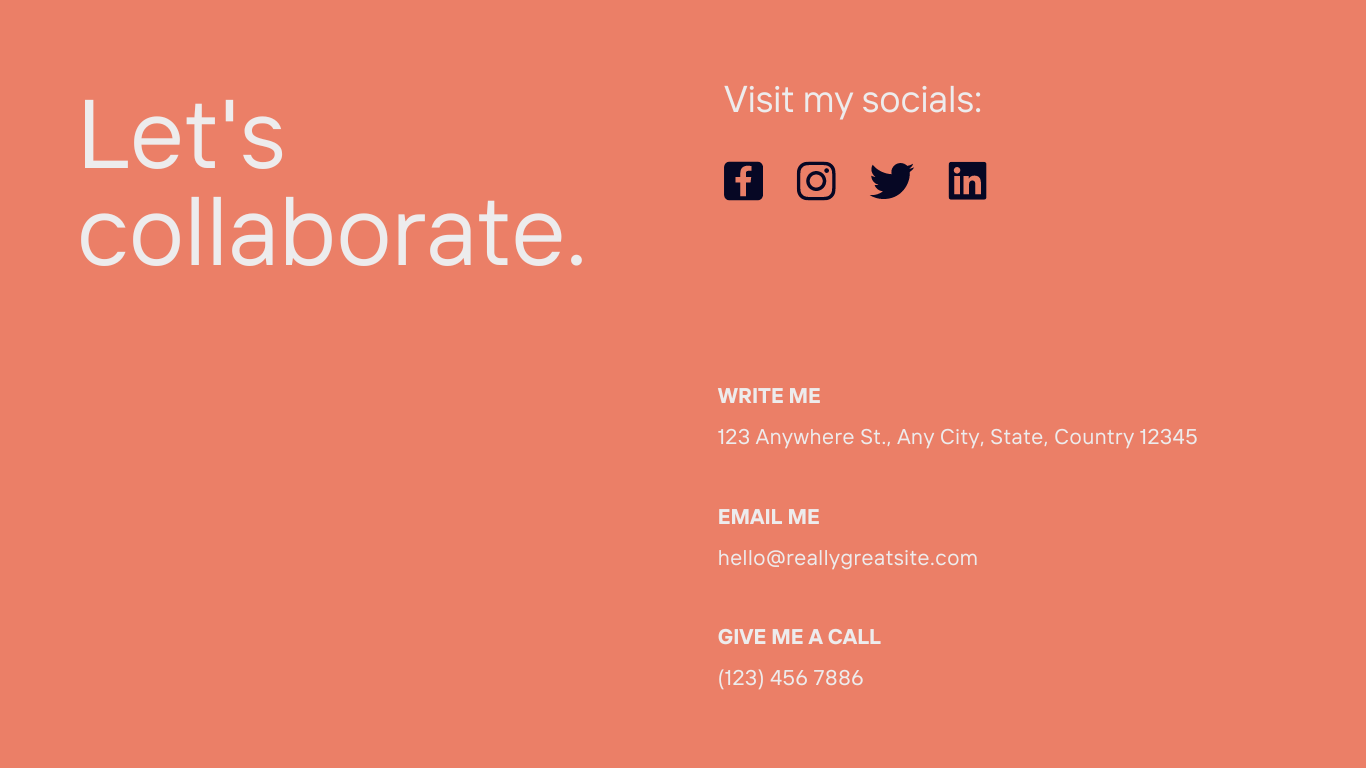 Let's
collaborate.
Visit my socials:
WRITE ME
123 Anywhere St., Any City, State, Country 12345
EMAIL ME
hello@reallygreatsite.com
GIVE ME A CALL
(123) 456 7886